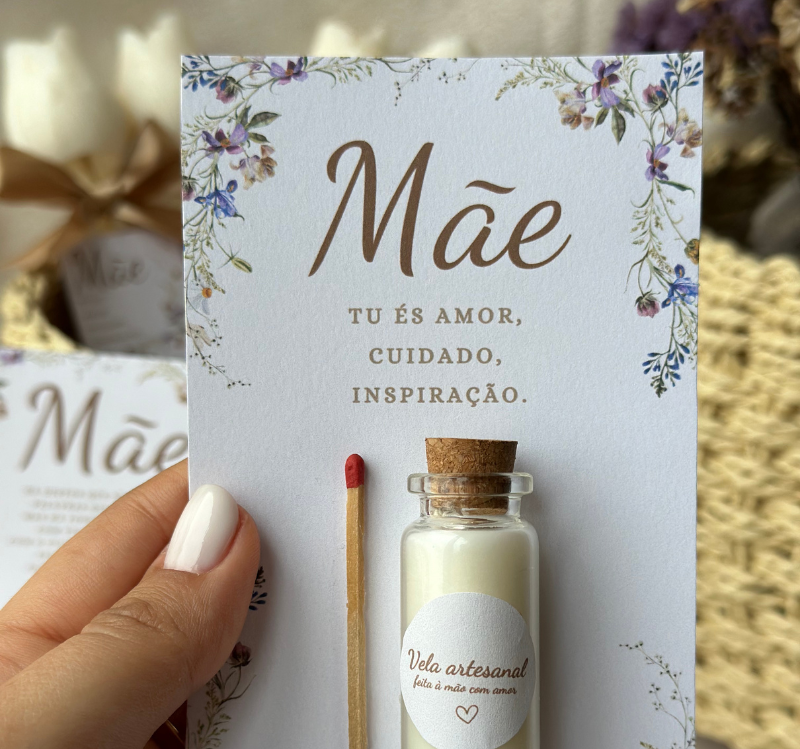 Mãe
TU ÉS AMOR,
CUIDADO,
INSPIRAÇÃO.
Vela artesanal
feita à mão com amor
Mãe
Mãe